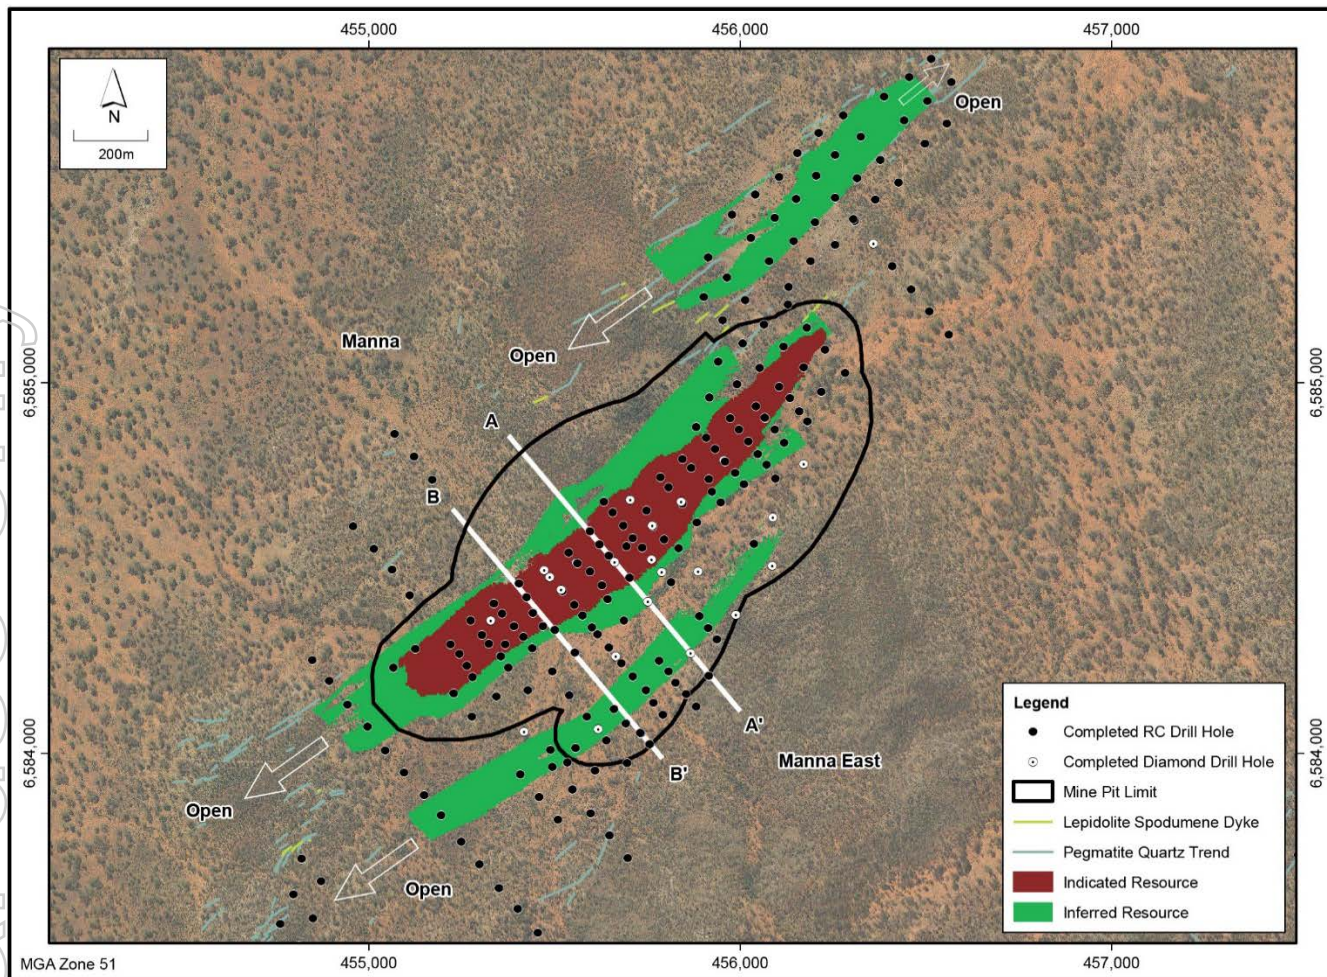 455,000
456,000
457,000
N
200m
Open
Manna
Open
6,585,000
6,585,000
A
B
Legend
Completed RC Drill Hole
Completed Diamond Drill Hole
Mine Pit Limit
Lepidolite Spodumene Dyke
Pegmatite Quartz Trend
Indicated Resource
Inferred Resource
A'
6,584,000
6,584,000
Manna East
B'
Open
Open
MGA Zone 51
455,000
456,000
457,000